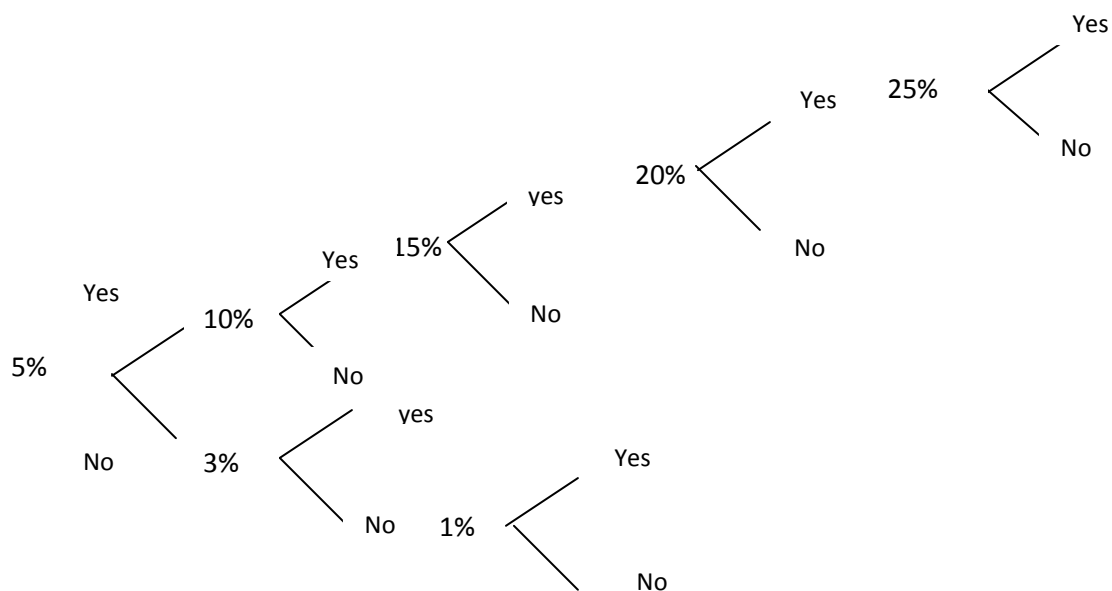 Yes
Yes 25%
No
20%
yes
No
Yes 15%
Yes
No
10%
5%
No
yes
Yes
No 3%
No 1%
No